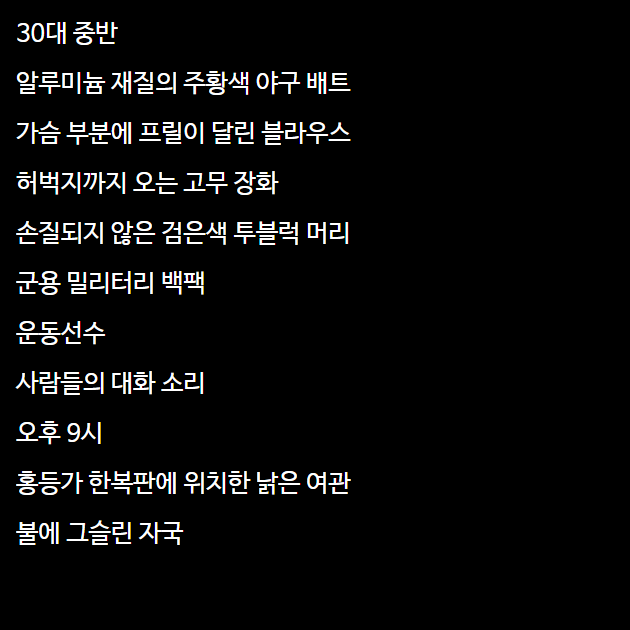 30대 중반
알루미늄 재질의 주황색 야구 배트
가슴 부분에 프릴이 달린 블라우스
허벅지까지 오는 고무 장화
손질되지 않은 검은색 투블럭 머리
군용 밀리터리 백팩
운동선수
사람들의 대화 소리
오후 9시
홍등가 한복판에 위치한 낡은 여관
불에 그슬린 자국